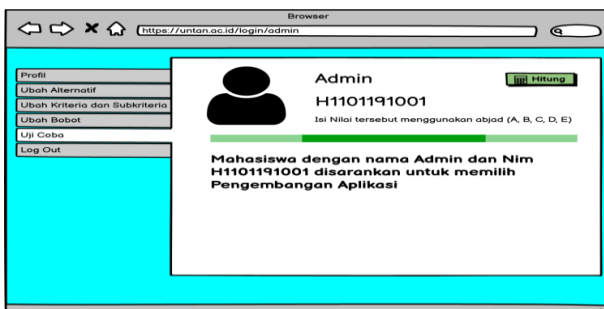 Browser
https://untan.ac.id/login/admin
Profil
Ubah Alternatif
Ubah Kriteria dan Subkriteria
Ubah Bobot
Uji Coba
Log Out
Admin
Hitung
H1101191001
Isi Nilai tersebut menggunakan abjad (A, B, C, D, E)
Mahasiswa dengan nama Admin dan Nim
H1101191001 disarankan untuk memilih
Pengembangan Aplikasi